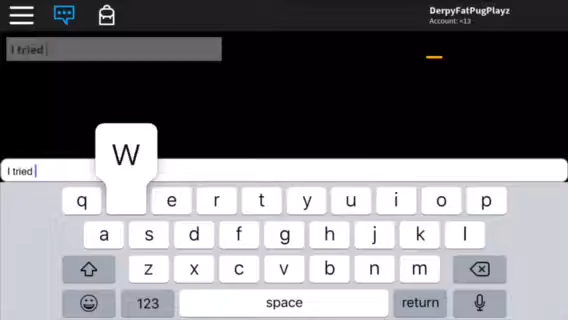 DerpyFatPugPlayz
Account: <13
I tried
I tried
W
q e r t y u i o p
a s d f g h j k l
z x c v b n m
123 space return